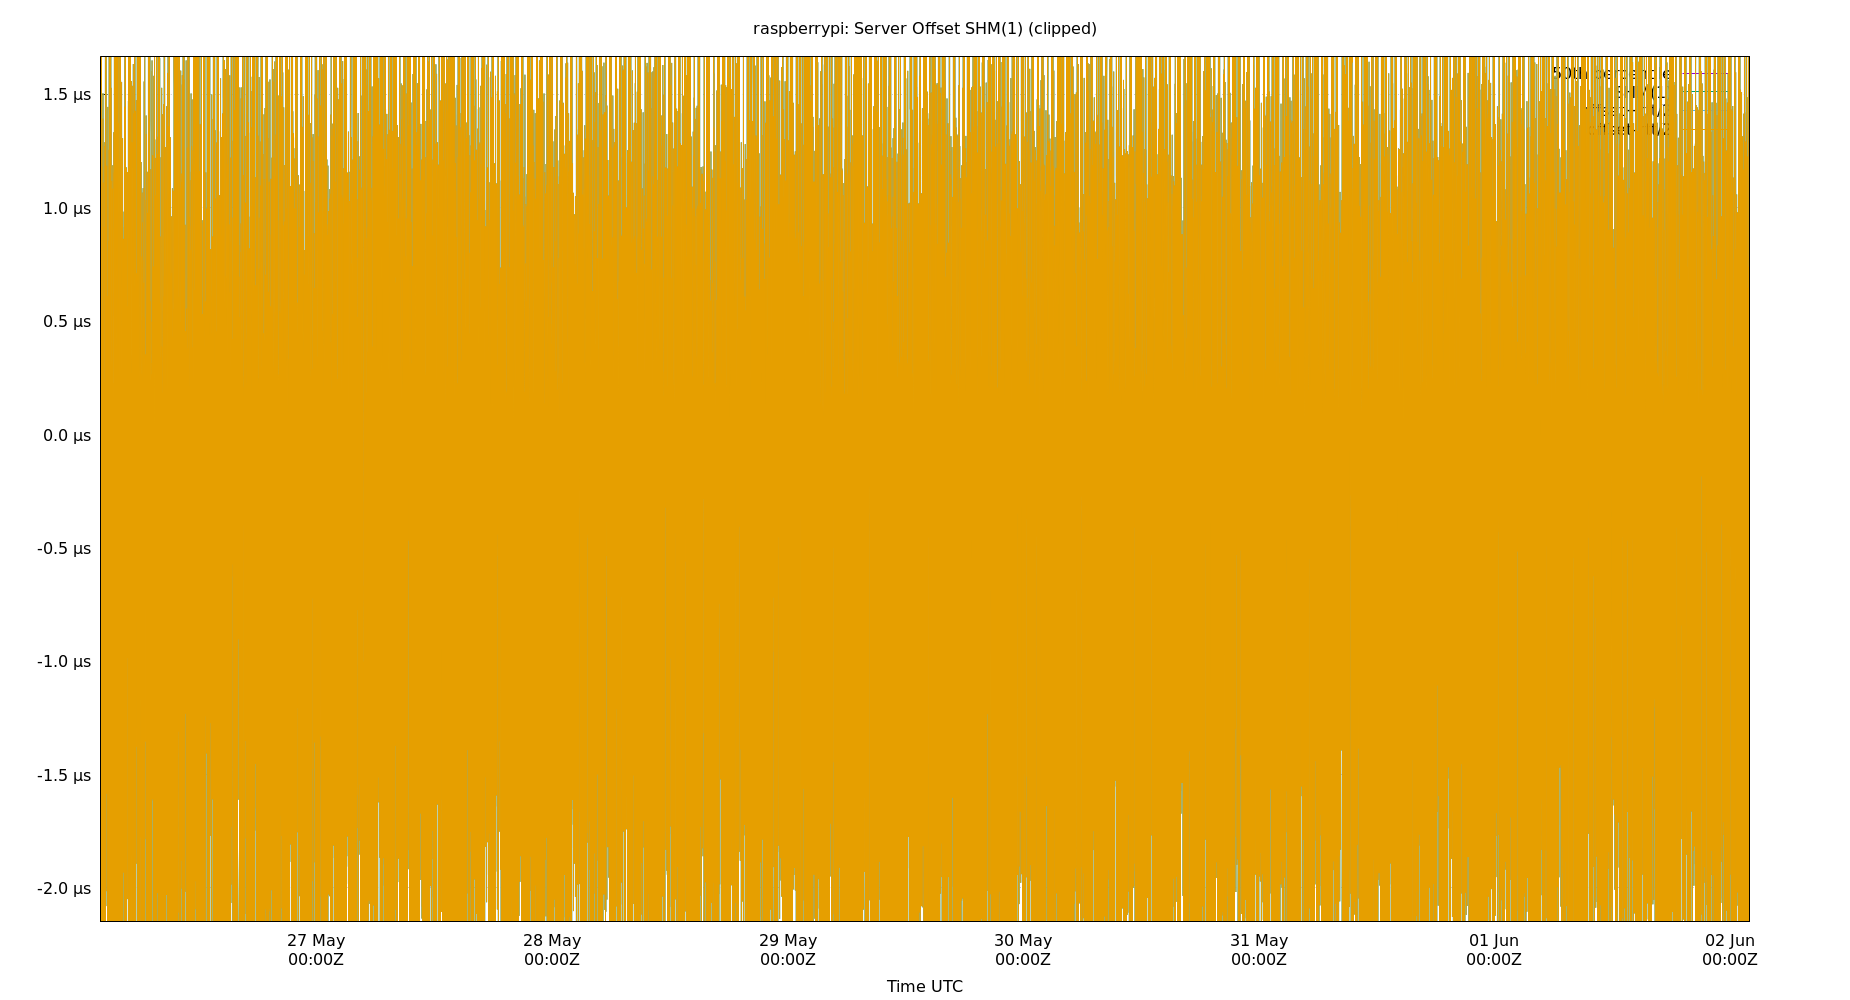 raspberrypi: Server Offset SHM(1) (clipped)
1.5 µs
1.0 µs
0.5 µs
0.0 µs
-0.5 µs
-1.0 µs
-1.5 µs
-2.0 µs
50th
27 May
00:00Z
28 May
00:00Z
29 May
00:00Z
30 May
00:00Z
31 May
00:00Z
01 Jun
00:00Z
02 Jun
00:00Z
Time UTC